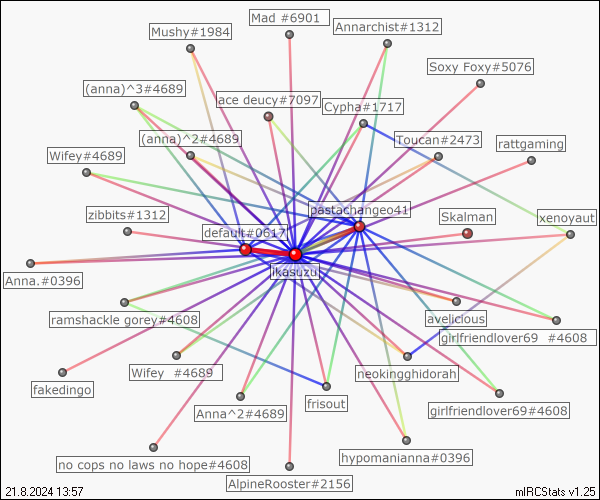 Mad #6901
Mushy#1984
Annarchist#1312
Soxy Foxy#5076
(anna)^3#4689
ace deucy#7097
Cypha#1717
(anna)^2#4689
Toucan#2473
rattgaming
Wifey#4689
pastachangeo41
zibbits#1312
Skalman
xenoyaut
default#0617
likasuzu
Anna.#0396
ramshackle gorey#4608
avelicious
girlfriendlover69 #4608
Wifey #4689
neokingghidorah
fakedingo
Anna^2#4689
frisout
girlfriendlover69#4608
no cops no laws no hope#4608
hypomanianna#0396
AlpineRooster#2156
21.8.2024 13:57
mIRCStats v1.25